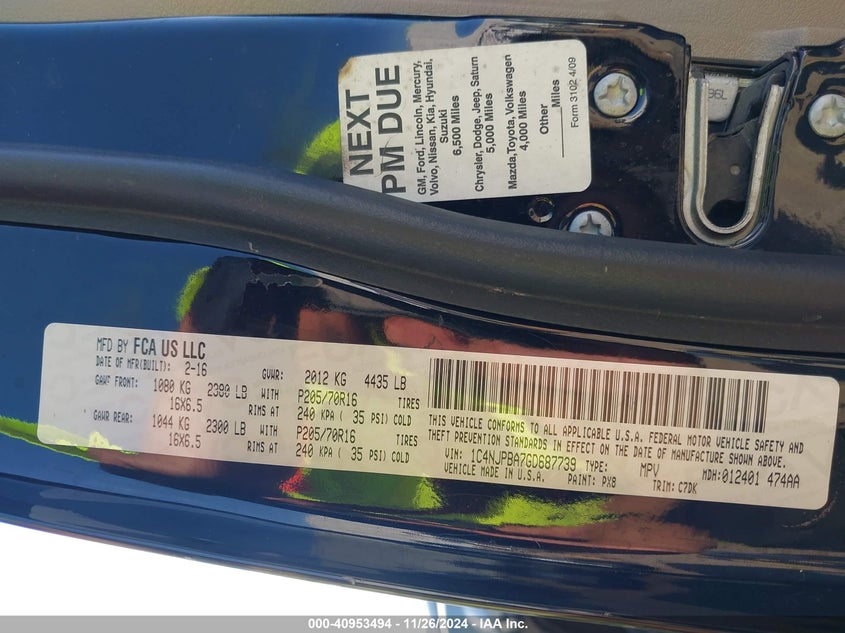 NEXT
PM DUE
GM, Ford, Lincoln, Mercury,
Volvo, Nissan, Kia, Hyundai,
Suzuki
6,500 Miles
Chrysler, Dodge, Jeep, Saturn
5,000 Miles
Mazda, Toyota, Volkswagen
4,000 Miles
Other
Miles
Form 3102 4/09
96L
MFD BY FCA US LLC
DATE OF MFR(BUILT): 2-16 GVWR: 2012 KG 4435 LB
GAWR FRONT: 1080 KG 2380 LB WITH P205/70R16 TIRES
16X6.5 RIMS AT 240 KPA ( 35 PSI) COLD
GAWR REAR: 1044 KG 2300 LB WITH P205/70R16 TIRES
16X6.5 RIMS AT 240 KPA ( 35 PSI) COLD
THIS VEHICLE CONFORMS TO ALL APPLICABLE U.S.A. FEDERAL MOTOR VEHICLE SAFETY AND
THEFT PREVENTION STANDARDS IN EFFECT ON THE DATE OF MANUFACTURE SHOWN ABOVE.
VIN: 1C4NJPBA7GD687739 TYPE: MPV MDH:012401 474AA
VEHICLE MADE IN U.S.A. PAINT: PX8 TRIM: C7DK
000-40953494 - 11/26/2024 - IAA Inc.